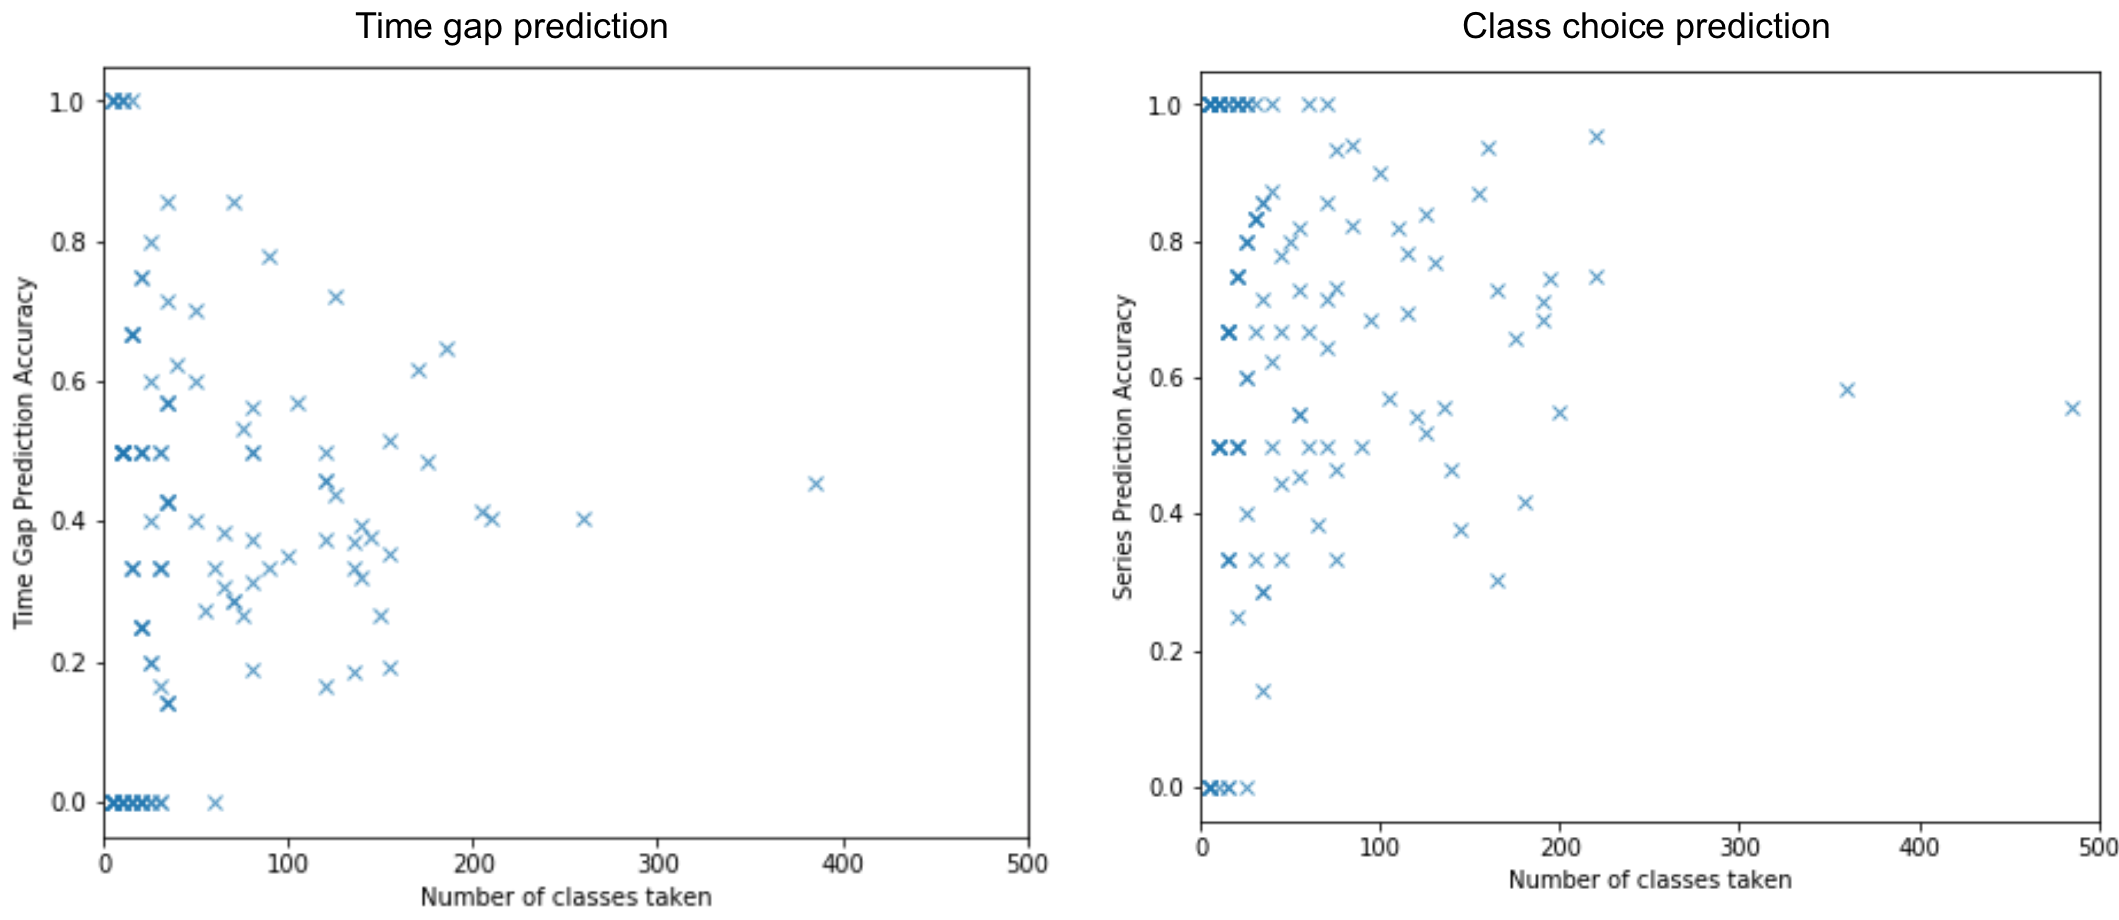 Time gap prediction
1.0
0.8
0.6
0.4
0.2
0.0
Time Gap Prediction Accuracy
0 100 200 300 400 500
Number of classes taken
Class choice prediction
1.0
0.8
0.6
0.4
0.2
0.0
Series Prediction Accuracy
0 100 200 300 400 500
Number of classes taken